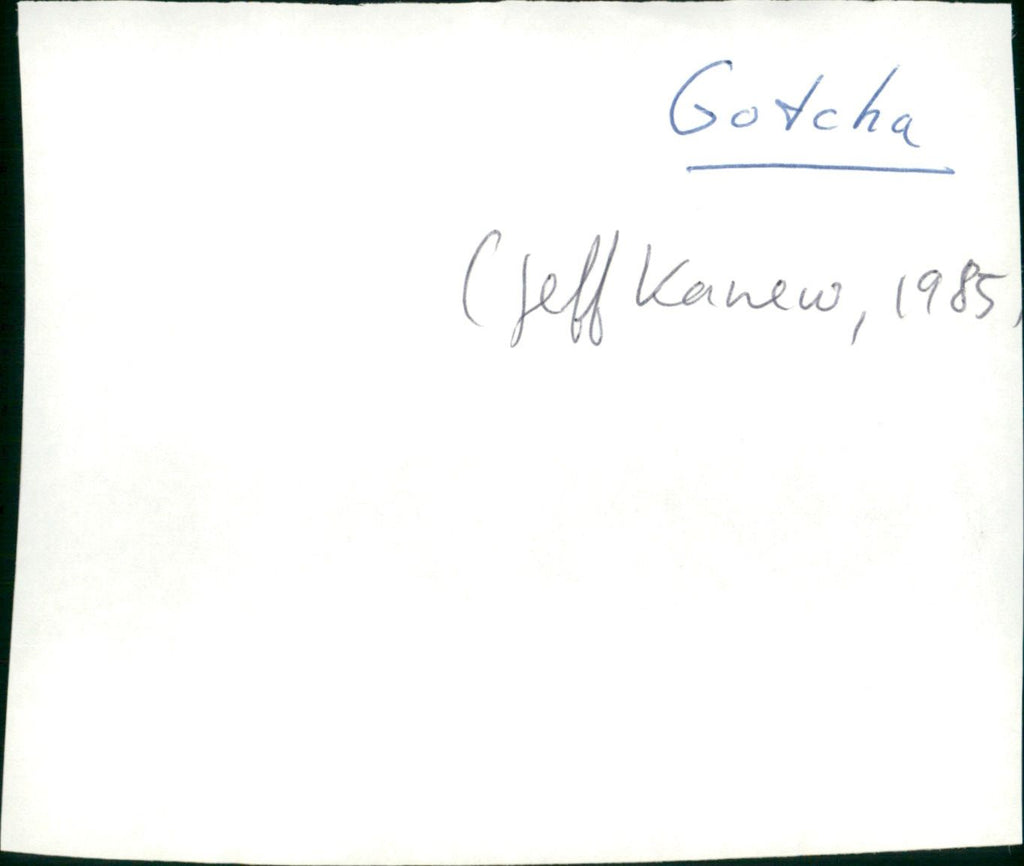 Gotcha
(Jeff Kanew, 1985,